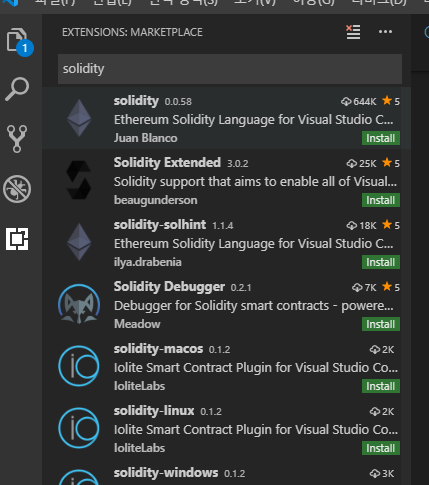 EXTENSIONS: MARKETPLACE
1
solidity
solidity 0.0.58 644K 5
Ethereum Solidity Language for Visual Studio C...
Juan Blanco Install
Solidity Extended 3.0.2 25K 5
Solidity support that aims to enable all of Visual...
beaugunderson Install
solidity-solhint 1.1.4 18K 5
Ethereum Solidity Language for Visual Studio C...
ilya.drabenia Install
Solidity Debugger 0.2.1 7K 5
Debugger for Solidity smart contracts - powere...
Meadow Install
solidity-macos 0.1.2 2K
Iolite Smart Contract Plugin for Visual Studio Co...
IoliteLabs Install
solidity-linux 0.1.2 2K
Iolite Smart Contract Plugin for Visual Studio Co...
IoliteLabs Install
solidity-windows 0.1.2 3K